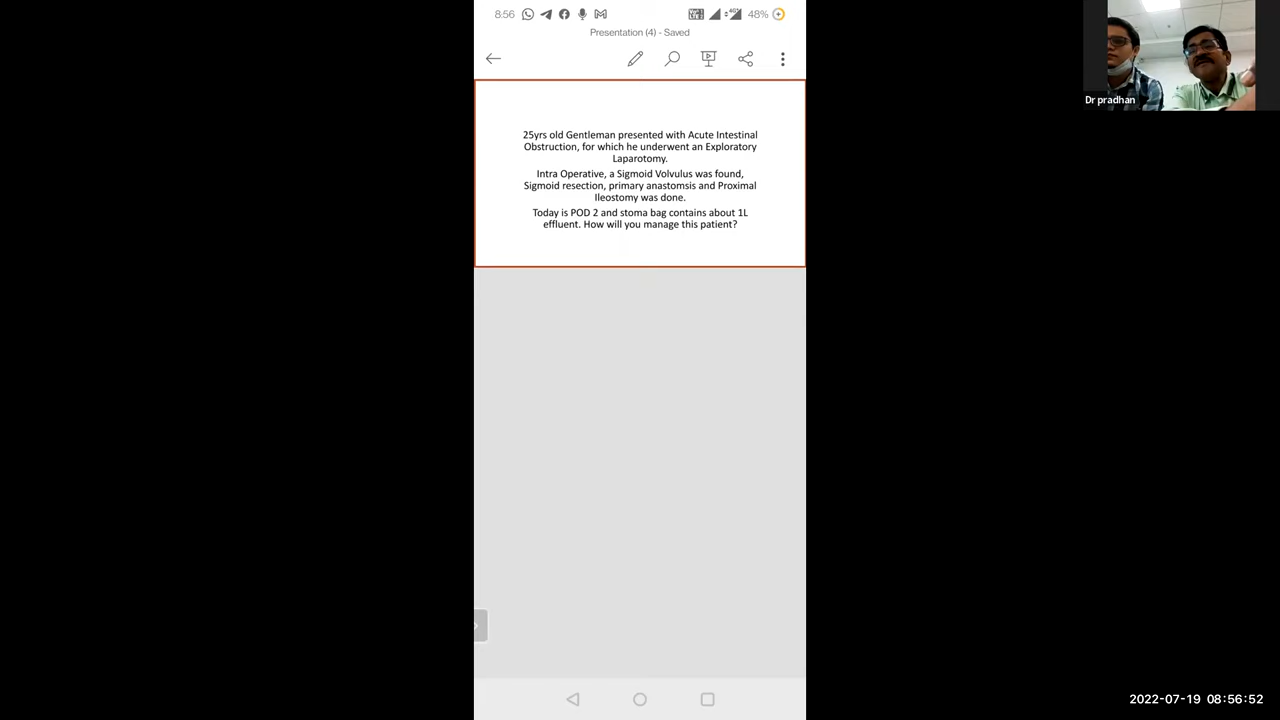 8:56
48%
Presentation (4) - Saved
25yrs old Gentleman presented with Acute Intestinal
Obstruction, for which he underwent an Exploratory
Laparotomy.
Intra Operative, a Sigmoid Volvulus was found,
Sigmoid resection, primary anastomsis and Proximal
Ileostomy was done.
Today is POD 2 and stoma bag contains about 1L
effluent. How will you manage this patient?
Dr pradhan
2022-07-19 08:56:52